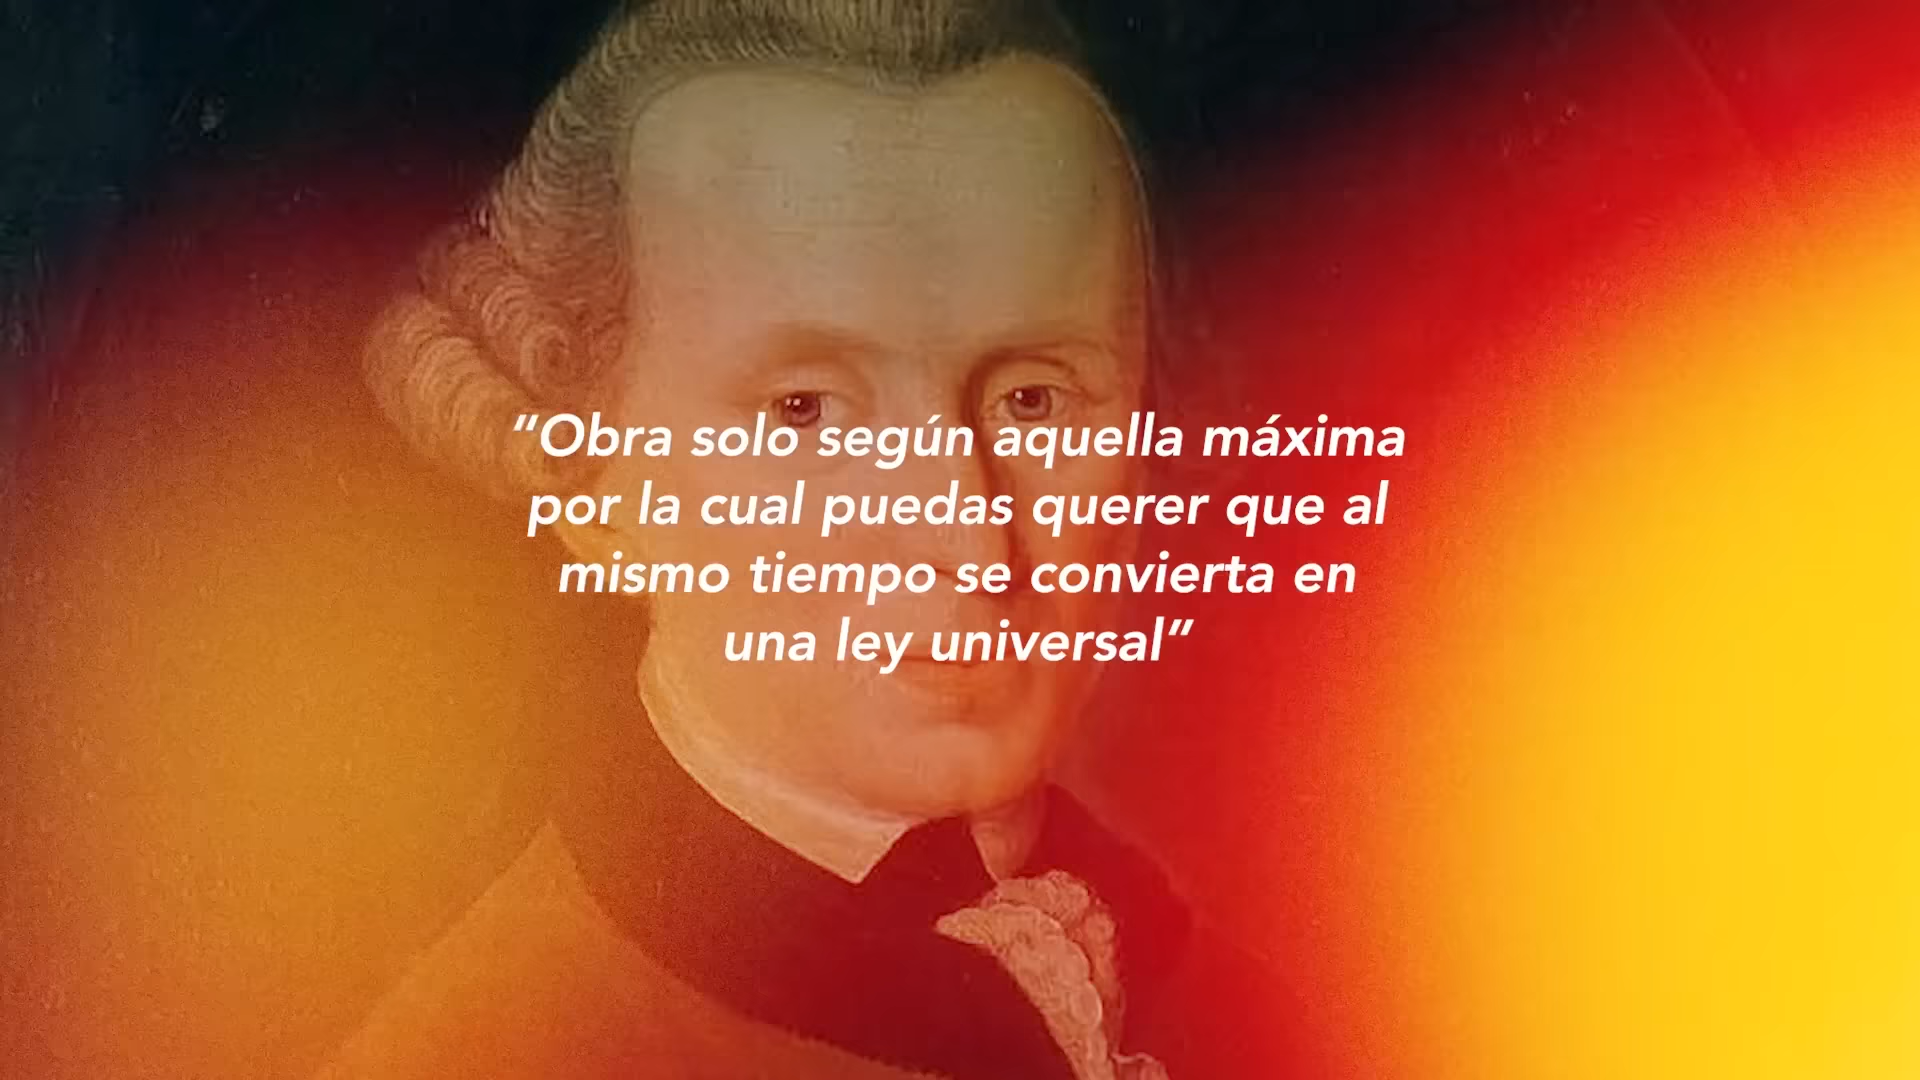 “Obra solo según aquella máxima
por la cual puedas querer que al
mismo tiempo se convierta en
una ley universal”